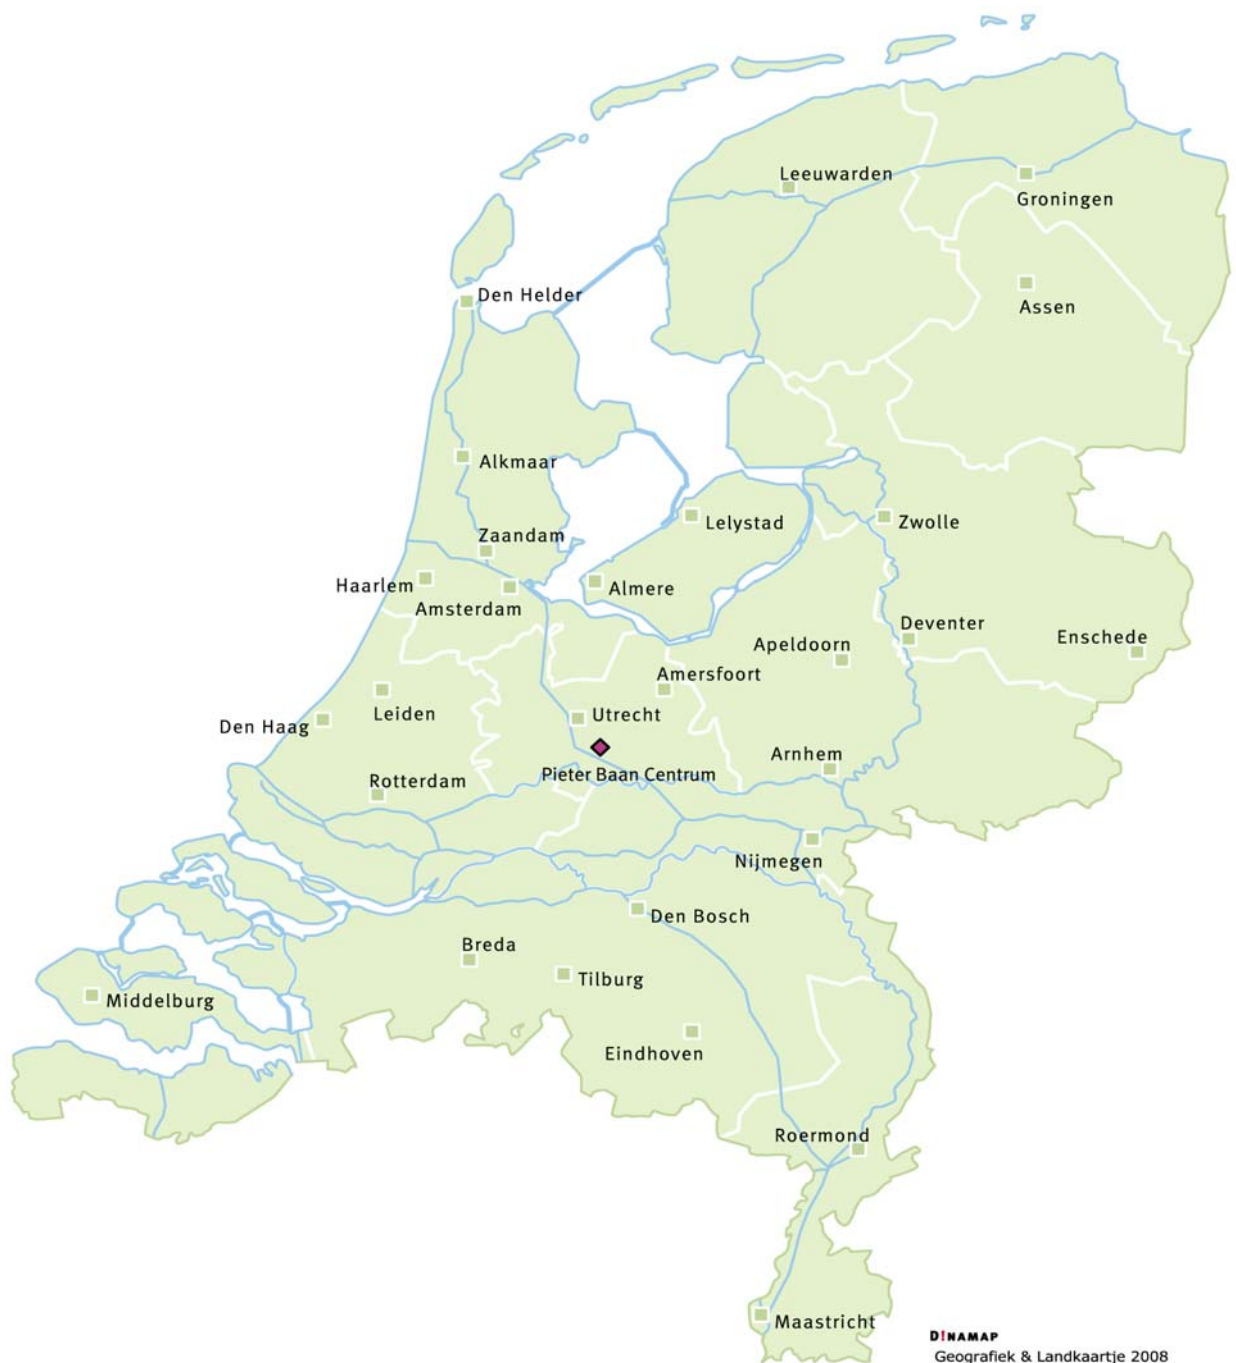 Leeuwarden
Groningen
Den Helder
Assen
Alkmaar
Lelystad
Zwolle
Zaandam
Haarlem
Almere
Amsterdam
Deventer
Enschede
Apeldoorn
Amersfoort
Leiden
Utrecht
Den Haag
Arnhem
Pieter Baan Centrum
Rotterdam
Nijmegen
Den Bosch
Breda
Tilburg
Middelburg
Eindhoven
Roermond
Maastricht
D!NAMAP
Geografiek & Landkaartje 2008